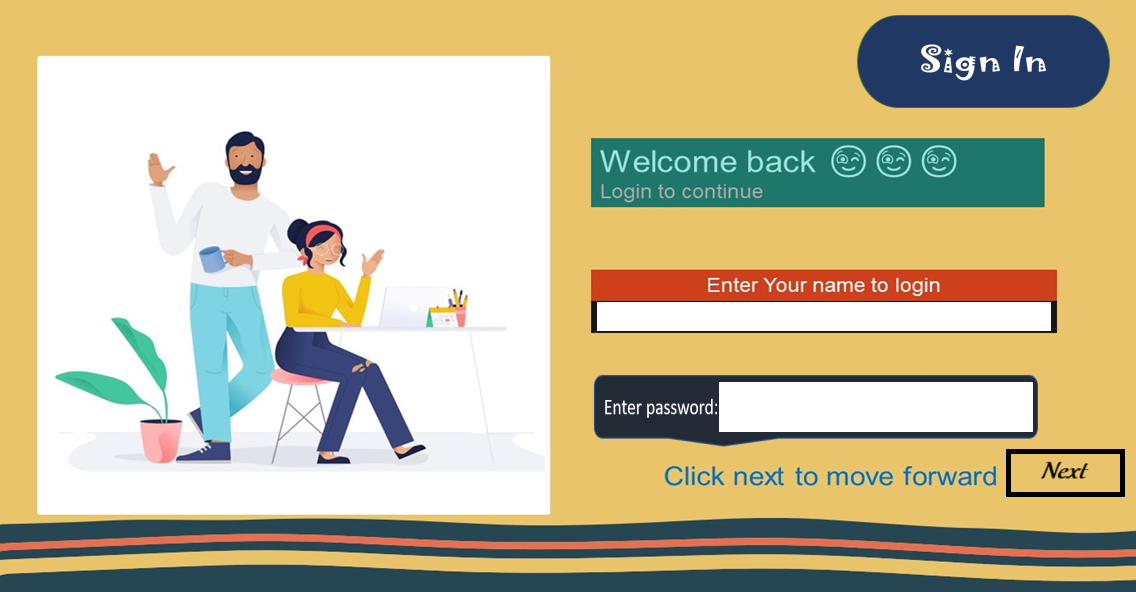 Sign In
Welcome back 😉 😉 😉
Login to continue
Enter Your name to login
Enter password:
Click next to move forward
Next